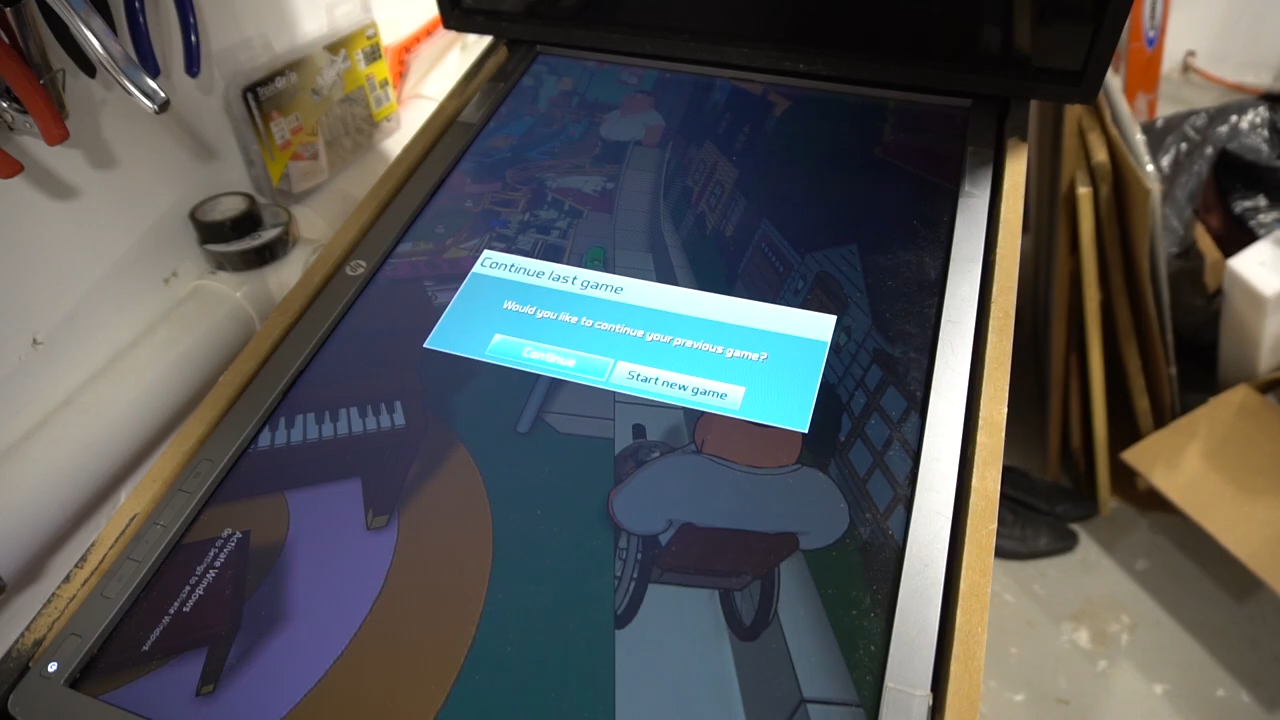 Continue last game
Would you like to continue your previous game?
Continue
Start new game
hp
Activate Windows
Go to Settings to activate Windows.